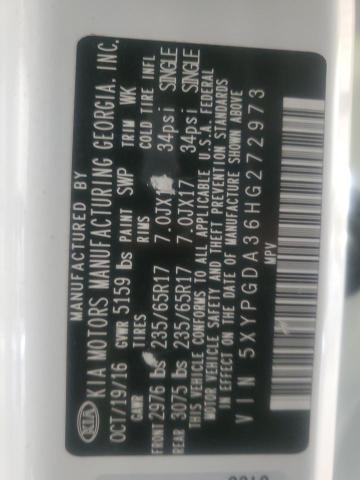 MANUFACTURED BY
KIA KIA MOTORS MANUFACTURING GEORGIA, INC.
OCT/19/16 GVWR 5159 lbs PAINT SWP TRIM WK
GAWR TIRES RIMS COLD TIRE INFL
FRONT 2976 lbs 235/65R17 7.0JX17 34psi SINGLE
REAR 3075 lbs 235/65R17 7.0JX17 34psi SINGLE
THIS VEHICLE CONFORMS TO ALL APPLICABLE U.S.A. FEDERAL
MOTOR VEHICLE SAFETY AND THEFT PREVENTION STANDARDS
IN EFFECT ON THE DATE OF MANUFACTURE SHOWN ABOVE
VIN 5XYPGDA36HG272973
MPV